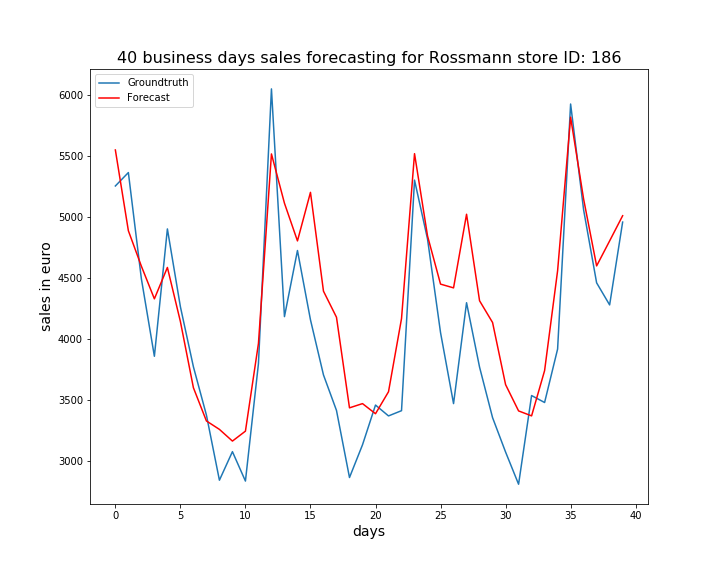 40 business days sales forecasting for Rossmann store ID: 186
Groundtruth
Forecast
6000
5500
5000
4500
4000
3500
3000
sales in euro
0 5 10 15 20 25 30 35 40
days